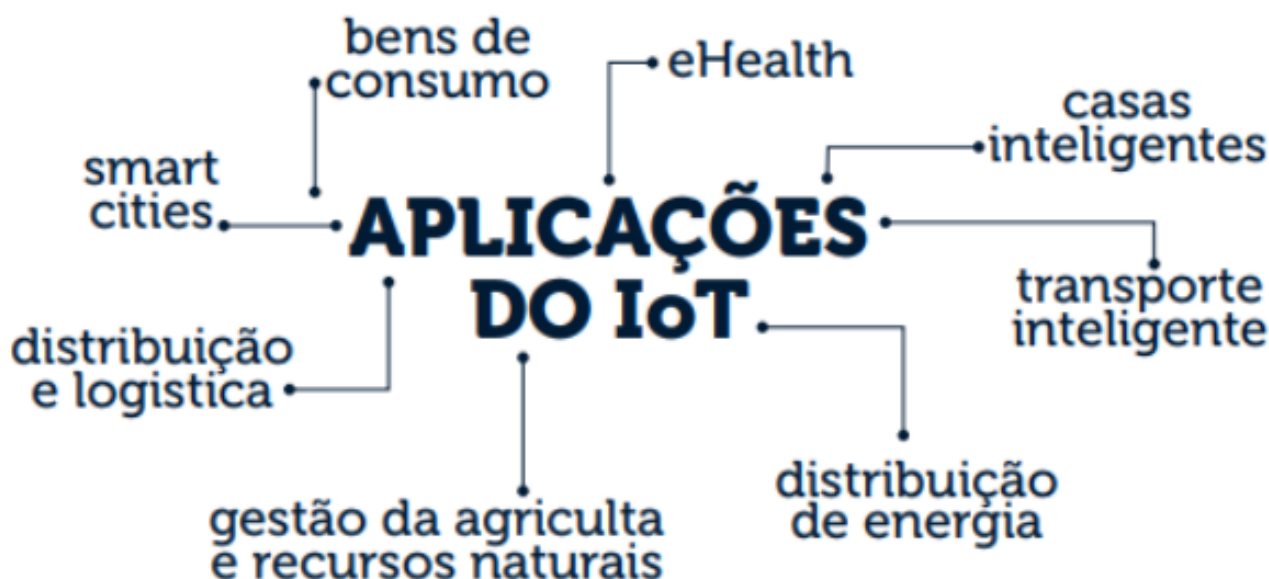 bens de
consumo
eHealth
casas
inteligentes
smart
cities
APLICAÇÕES
DO IoT
transporte
inteligente
distribuição
e logistica
distribuição
de energia
gestão da agriculta
e recursos naturais